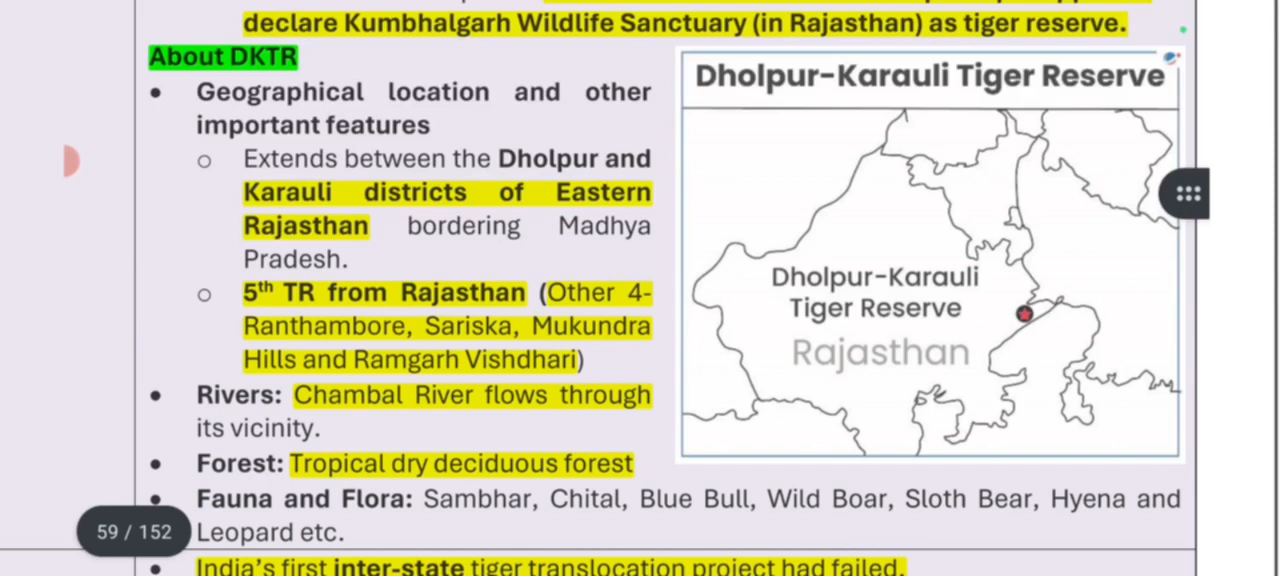 declare Kumbhalgarh Wildlife Sanctuary (in Rajasthan) as tiger reserve.
About DKTR
• Geographical location and other
important features
○ Extends between the Dholpur and
Karauli districts of Eastern
Rajasthan bordering Madhya
Pradesh.
○ 5th TR from Rajasthan (Other 4-
Ranthambore, Sariska, Mukundra
Hills and Ramgarh Vishdhari)
• Rivers: Chambal River flows through
its vicinity.
• Forest: Tropical dry deciduous forest
Dholpur-Karauli Tiger Reserve
Dholpur-Karauli
Tiger Reserve
Rajasthan
• Fauna and Flora: Sambhar, Chital, Blue Bull, Wild Boar, Sloth Bear, Hyena and
Leopard etc.
59 / 152
• India's first inter-state tiger translocation project had failed.